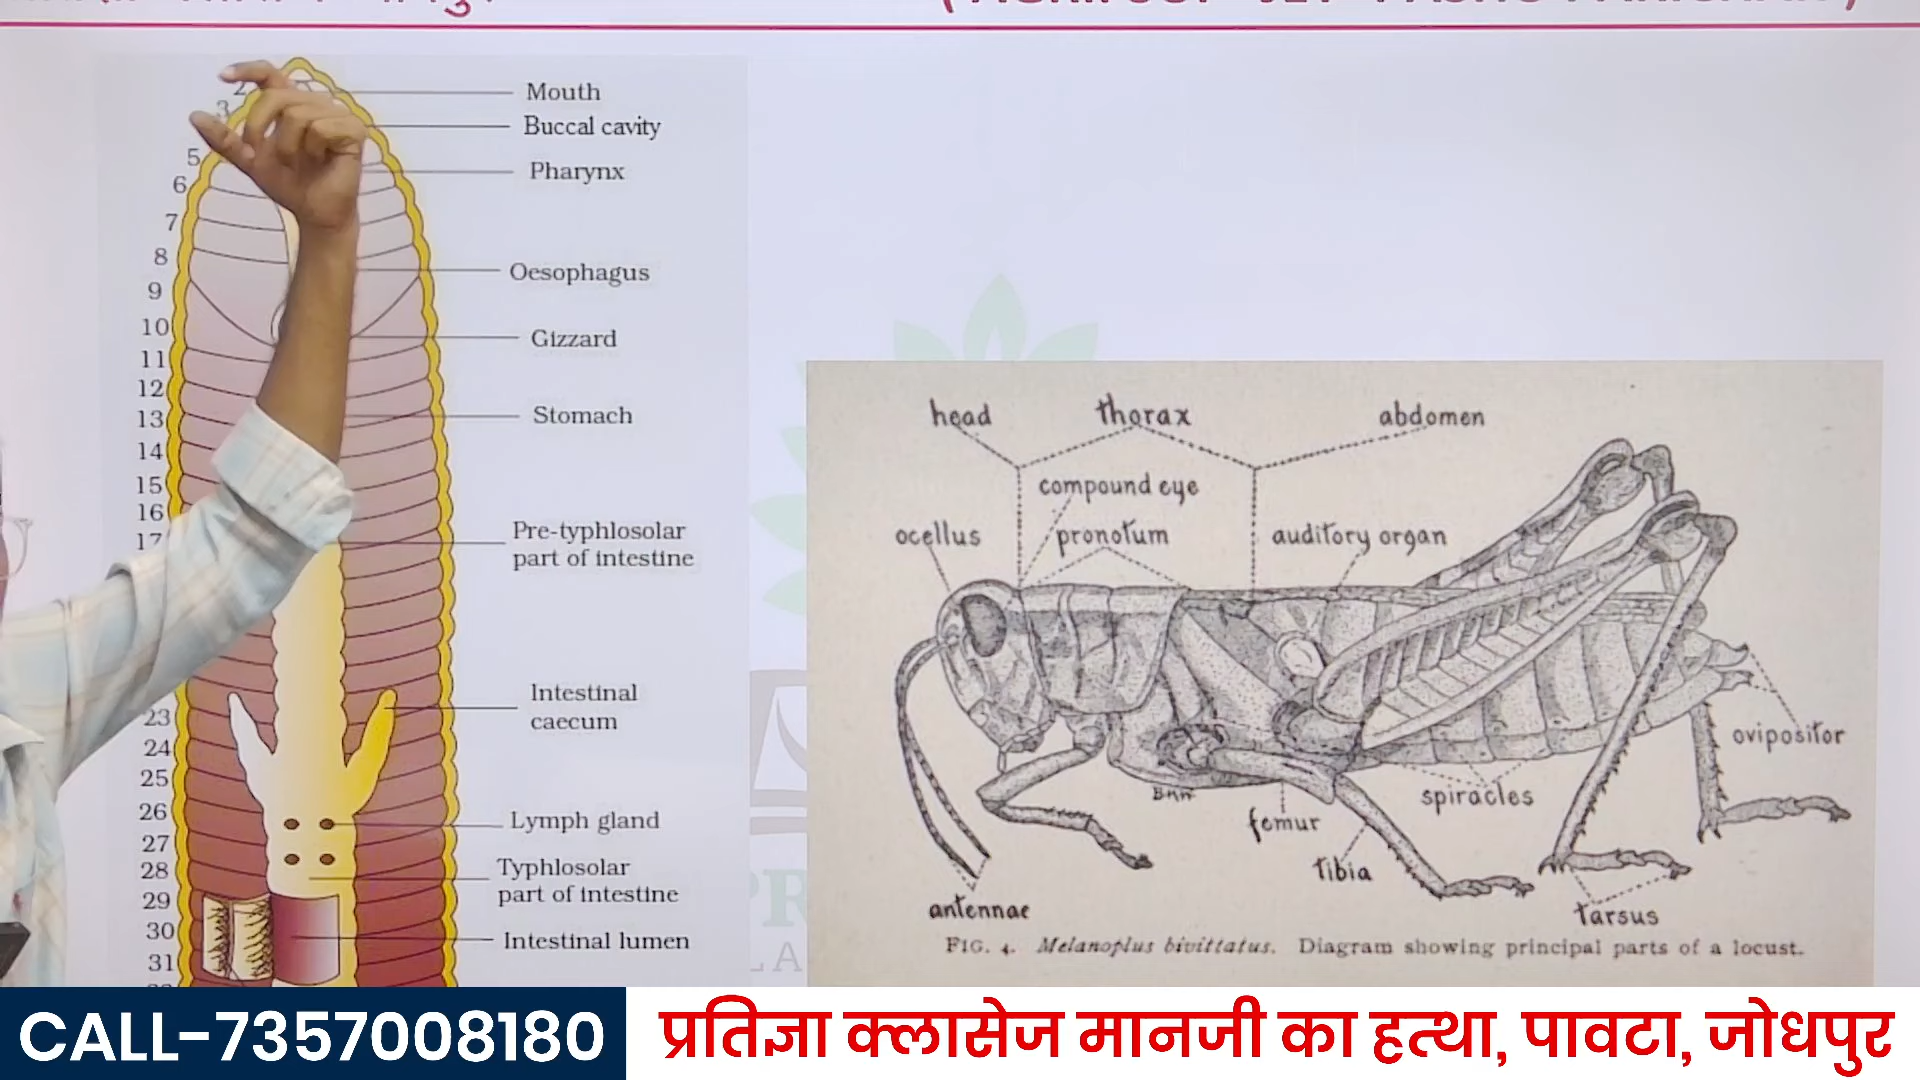 2
3
5
6
7
8
9
10
11
12
13
14
15
16
17
23
24
25
26
27
28
29
30
31
Mouth
Buccal cavity
Pharynx
Oesophagus
Gizzard
Stomach
Pre-typhlosolar
part of intestine
Intestinal
caecum
Lymph gland
Typhlosolar
part of intestine
Intestinal lumen
head
thorax
abdomen
compound eye
ocellus
pronotum
auditory organ
ovipositor
spiracles
femur
tibia
antennae
tarsus
FIG. 4. Melanoplus bivittatus. Diagram showing principal parts of a locust.
CALL-7357008180
प्रतिज्ञा क्लासेज मानजी का हत्था, पावटा, जोधपुर